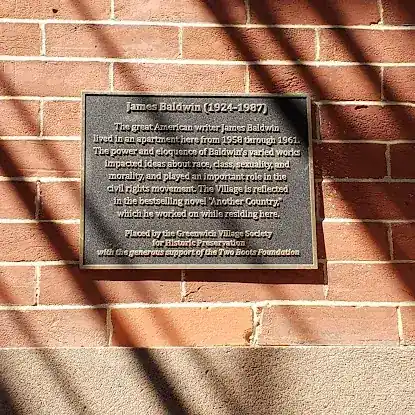 James Baldwin (1924-1987)
The great American writer James Baldwin
lived in an apartment here from 1958 through 1961.
The power and eloquence of Baldwin's varied works
impacted ideas about race, class, sexuality, and
morality, and played an important role in the
civil rights movement. The Village is reflected
in the bestselling novel "Another Country,"
which he worked on while residing here.
Placed by the Greenwich Village Society
for Historic Preservation
with the generous support of the Two Boots Foundation